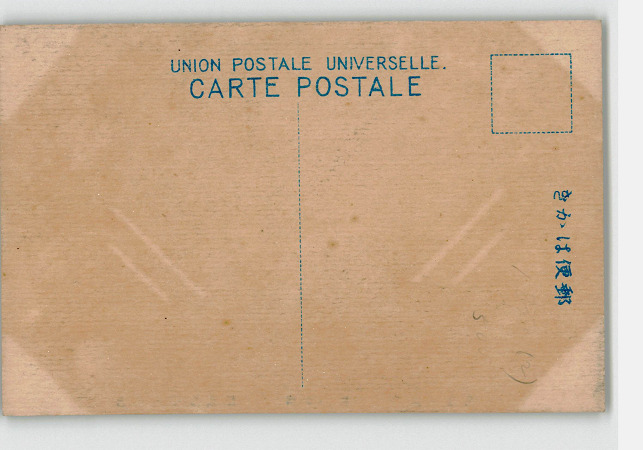 UNION POSTALE UNIVERSELLE.
CARTE POSTALE
きかは便郵